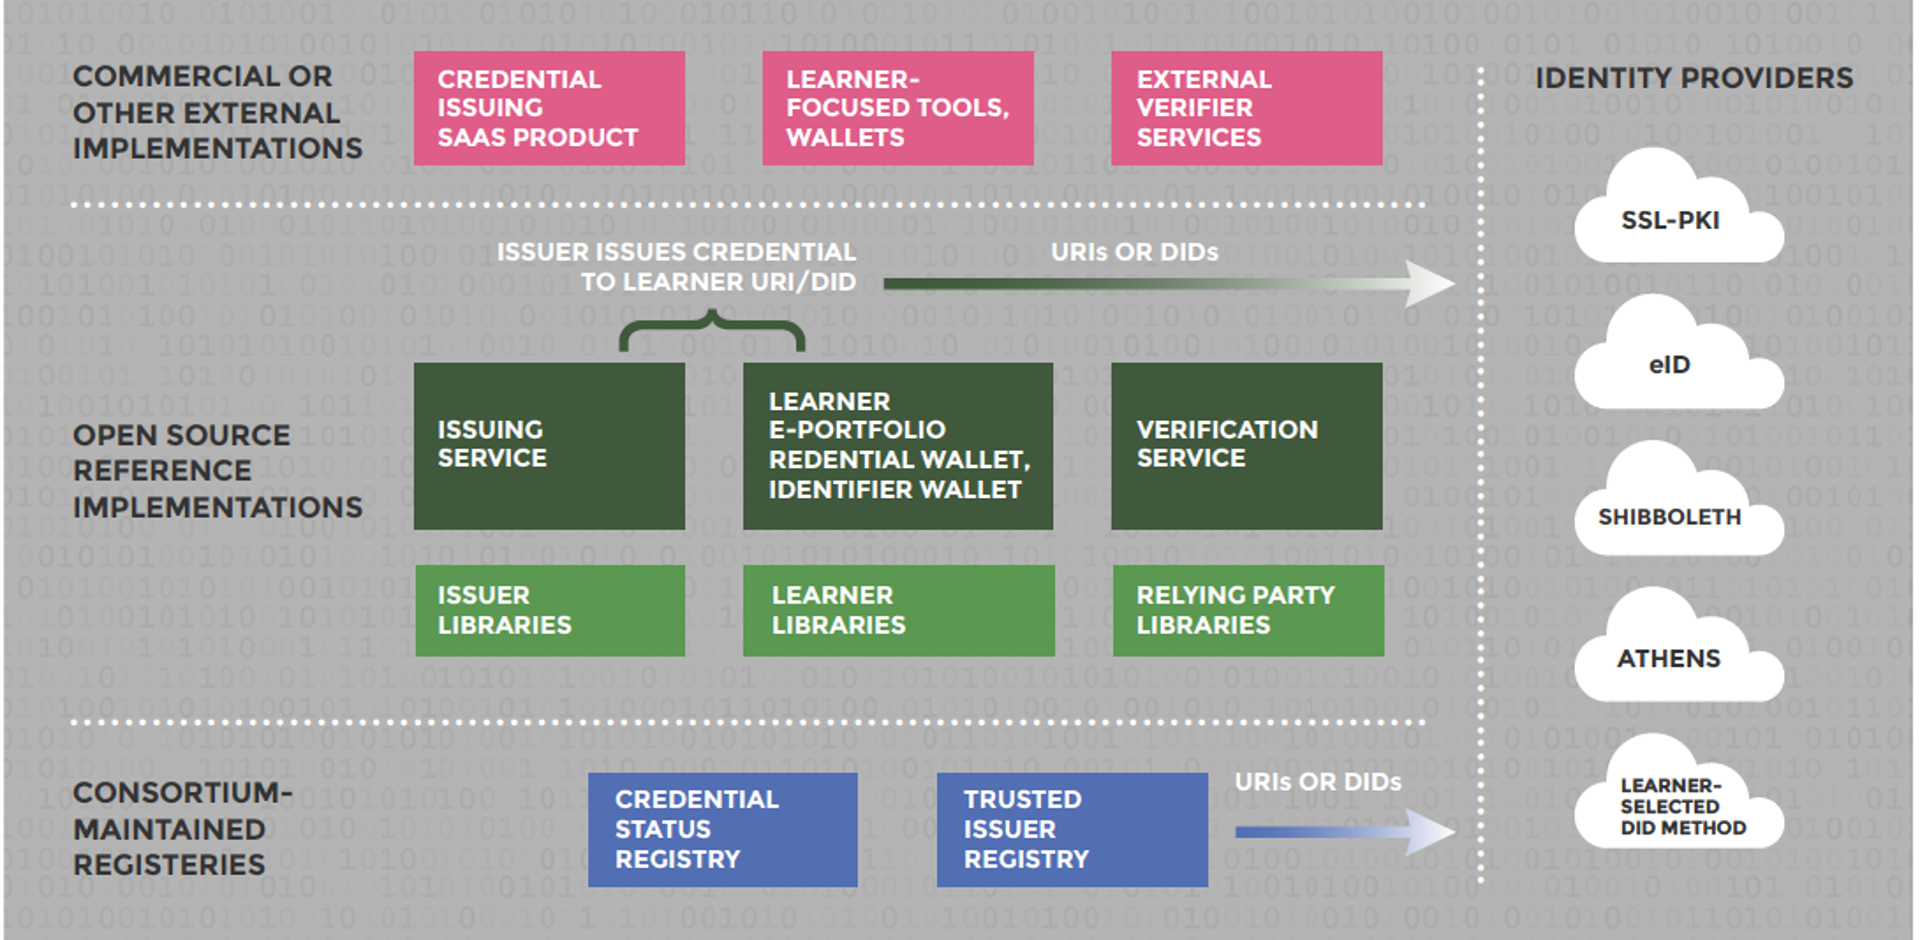 COMMERCIAL OR
OTHER EXTERNAL
IMPLEMENTATIONS
CREDENTIAL
ISSUING
SAAS PRODUCT
LEARNER-
FOCUSED TOOLS,
WALLETS
EXTERNAL
VERIFIER
SERVICES
ISSUER ISSUES CREDENTIAL
TO LEARNER URI/DID
URIs OR DIDs
OPEN SOURCE
REFERENCE
IMPLEMENTATIONS
ISSUING
SERVICE
LEARNER
E-PORTFOLIO
REDENTIAL WALLET,
IDENTIFIER WALLET
VERIFICATION
SERVICE
ISSUER
LIBRARIES
LEARNER
LIBRARIES
RELYING PARTY
LIBRARIES
CONSORTIUM-
MAINTAINED
REGISTERIES
CREDENTIAL
STATUS
REGISTRY
TRUSTED
ISSUER
REGISTRY
URIs OR DIDs
IDENTITY PROVIDERS
SSL-PKI
eID
SHIBBOLETH
ATHENS
LEARNER-
SELECTED
DID METHOD